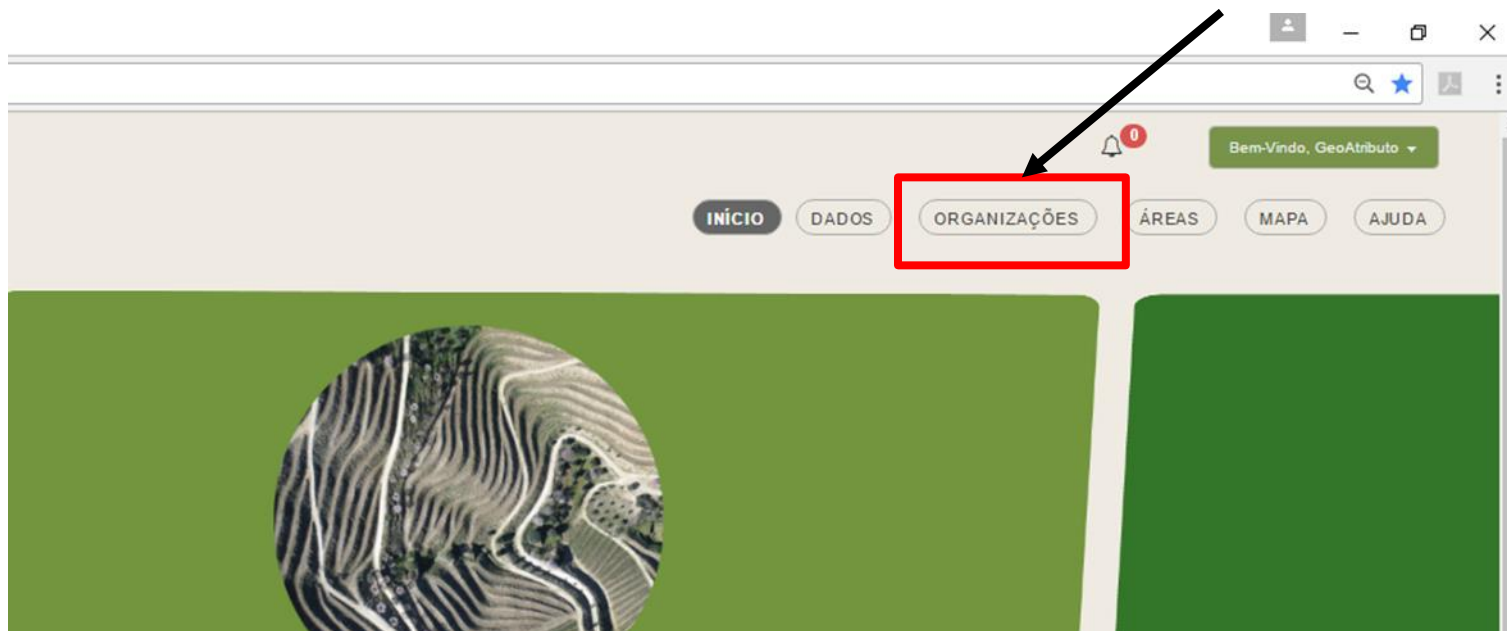 0
Bem-Vindo, GeoAtributo
INÍCIO DADOS ORGANIZAÇÕES ÁREAS MAPA AJUDA